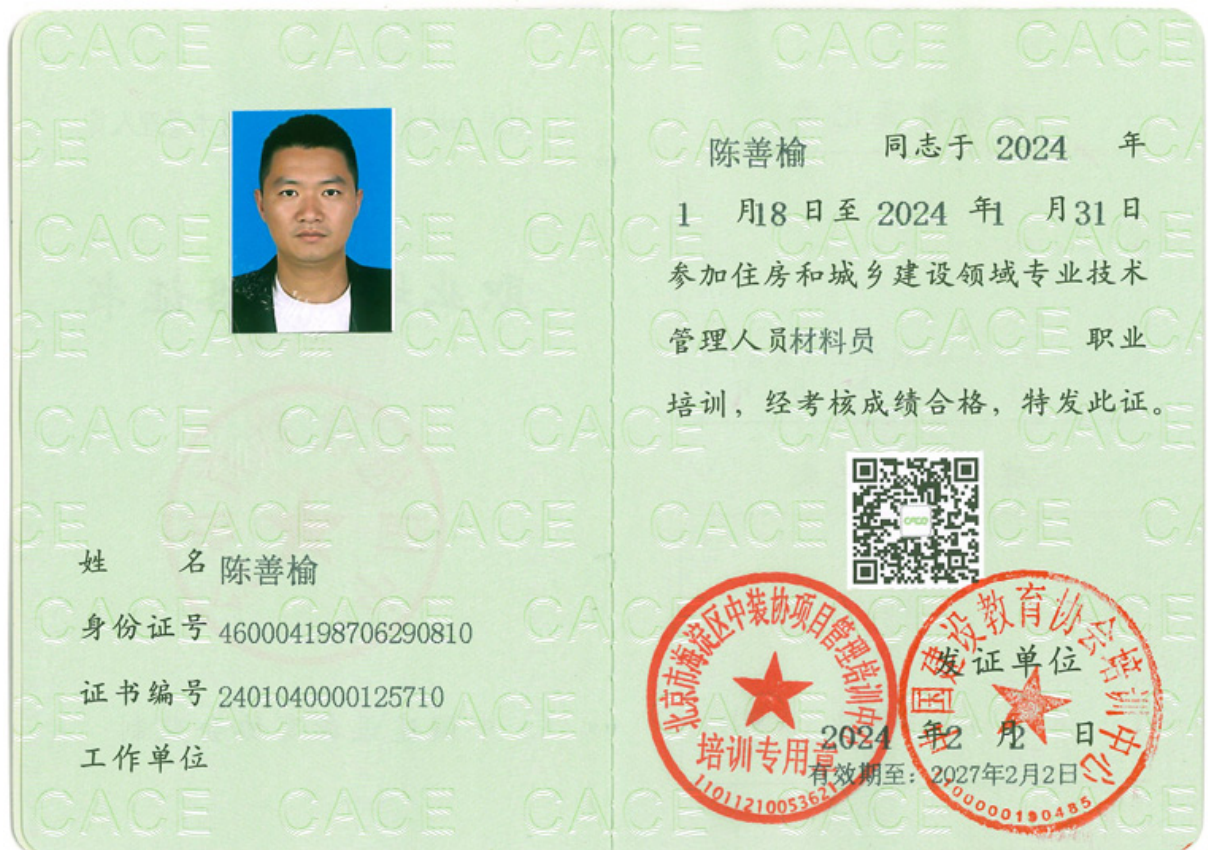 CACE
陈善榆 同志于 2024 年
1 月18 日至 2024 年1 月31日
参加住房和城乡建设领域专业技术
管理人员材料员 职业
培训，经考核成绩合格，特发此证。
姓 名 陈善榆
身份证号 460004198706290810
证书编号 2401040000125710
工作单位
北京市海淀区中装协项目管理培训中
培训专用章
1101121005362
中国建设教育协会培训中心
100000190485
发证单位
2024 年2 月2 日
有效期至：2027年2月2日